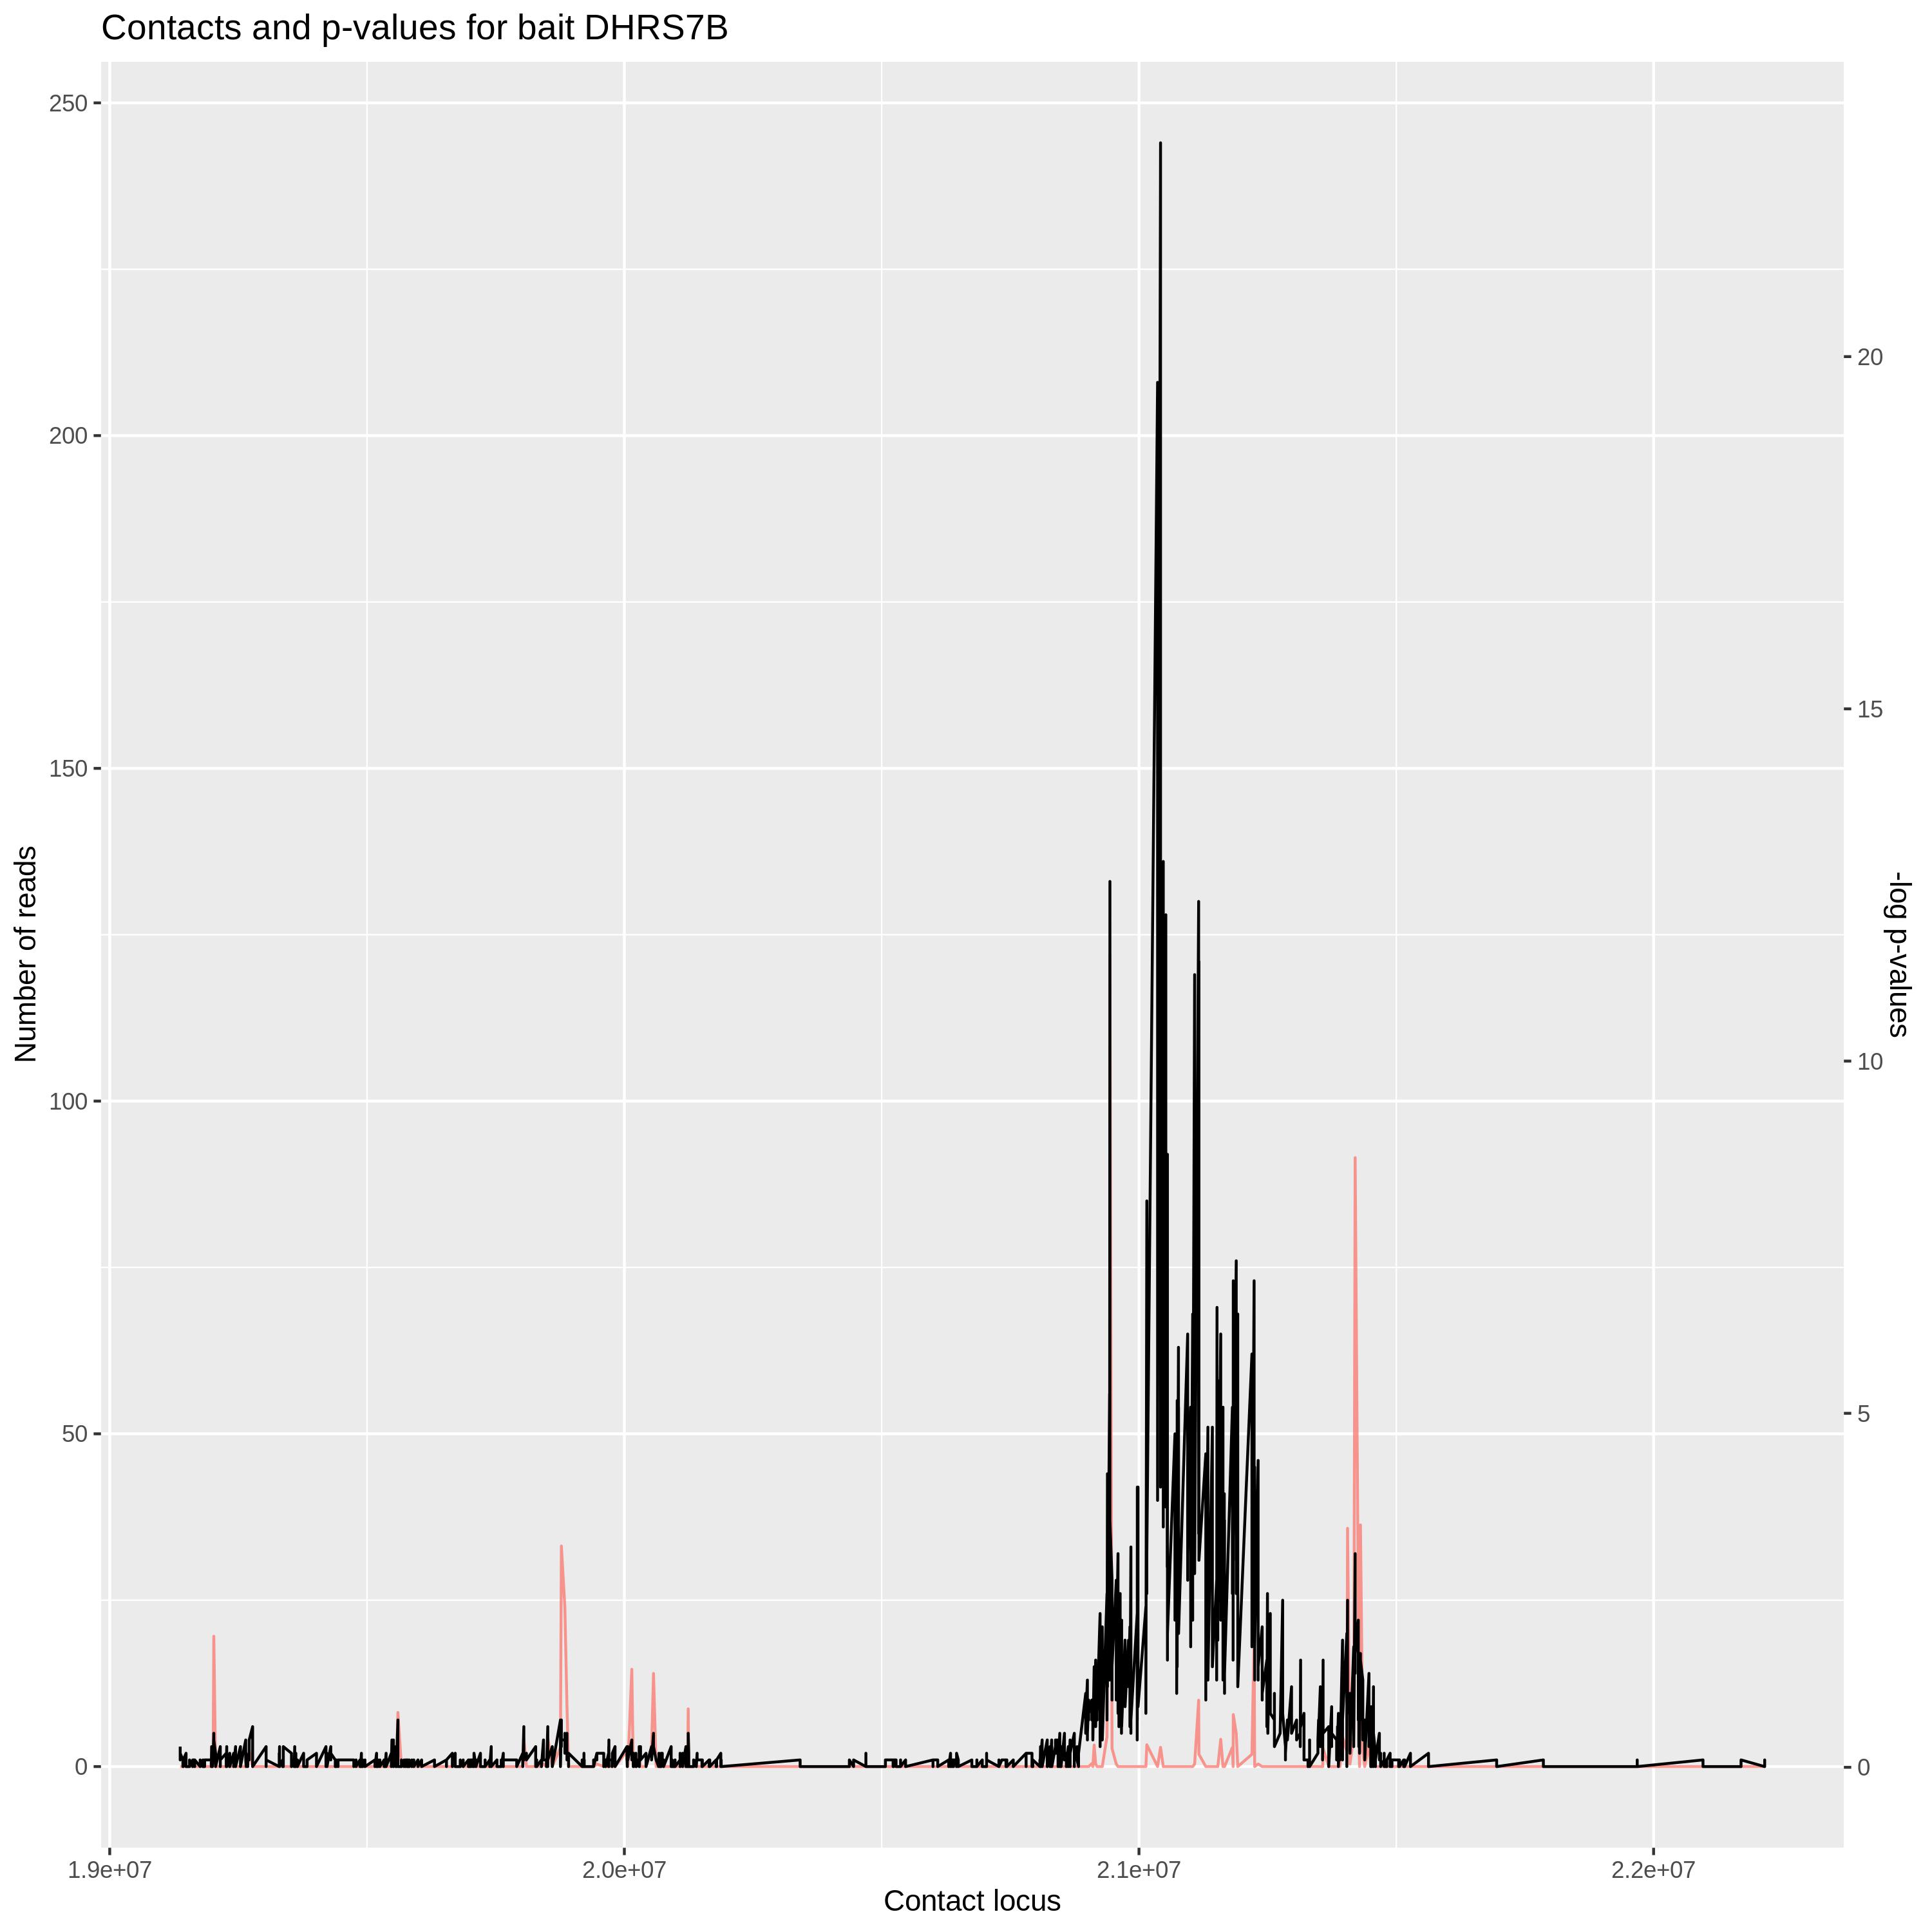 Contacts and p-values for bait DHRS7B
250
200
150
100
50
0
Number of reads
20
15
10
5
0
-log p-values
1.9e+07
2.0e+07
2.1e+07
2.2e+07
Contact locus